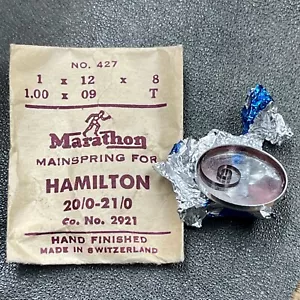 NO. 427
1 x 12 x 8
1.00 x 09 T
Marathon
MAINSPRING FOR
HAMILTON
20/0-21/0
CO. No. 2921
HAND FINISHED
MADE IN SWITZERLAND